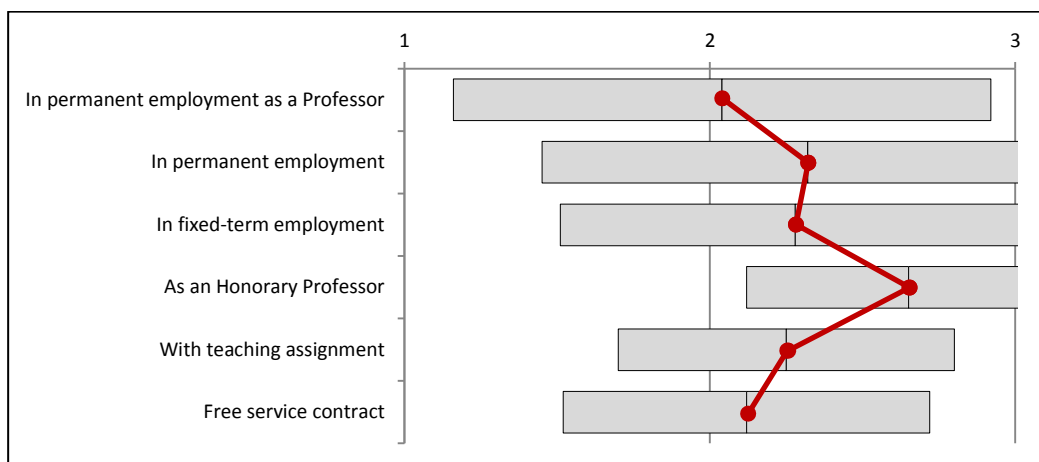 1 2 3
In permanent employment as a Professor
In permanent employment
In fixed-term employment
As an Honorary Professor
With teaching assignment
Free service contract